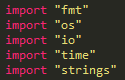 import "fmt"
import "os"
import "io"
import "time"
import "strings"